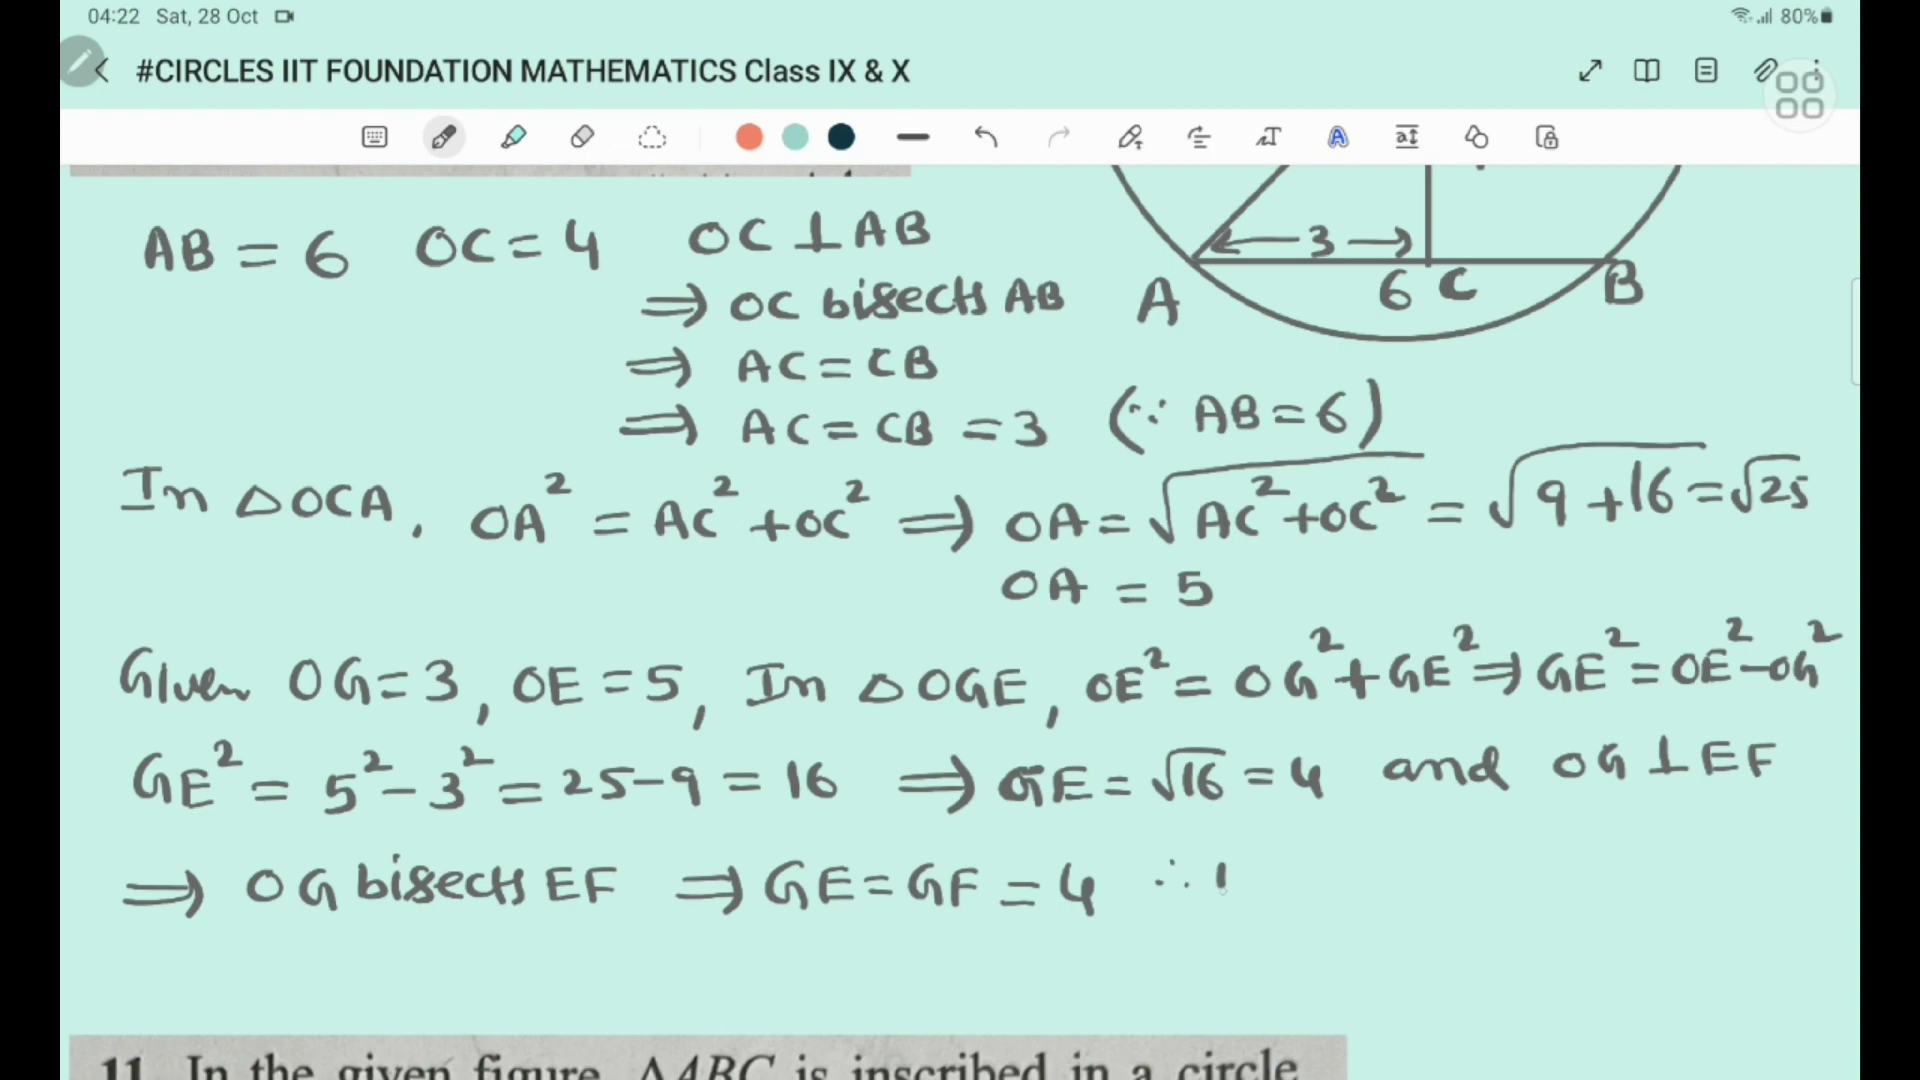 04:22 Sat, 28 Oct 80%
#CIRCLES IIT FOUNDATION MATHEMATICS Class IX & X
AB = 6 OC = 4 OC ⊥ AB
⇒ OC bisects AB
⇒ AC = CB
⇒ AC = CB = 3 (∵ AB = 6)
3
A 6 C B
In △OCA, OA² = AC² + OC² ⇒ OA = √(AC² + OC²) = √(9 + 16) = √25
OA = 5
Given OG = 3, OE = 5, In △ OGE, OE² = OG² + GE² ⇒ GE² = OE² - OG²
GE² = 5² - 3² = 25 - 9 = 16 ⇒ GE = √16 = 4 and OG ⊥ EF
⇒ OG bisects EF ⇒ GE = GF = 4 ∴
11. In the given figure, △ABC is inscribed in a circle